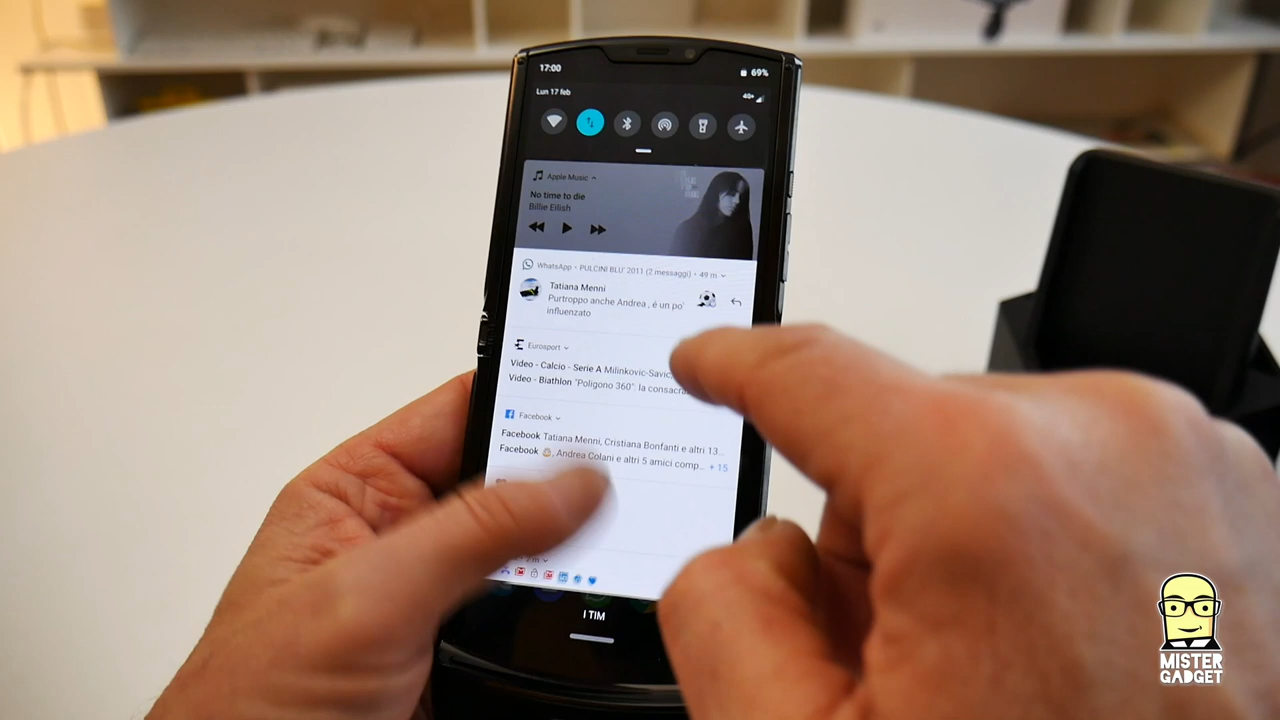 17:00
69%
Lun 17 feb
4G+
Apple Music
No time to die
Billie Eilish
WhatsApp • PULCINI BLU' 2011 (2 messaggi) • 49 m
Tatiana Menni
Purtroppo anche Andrea , é un po'
influenzato
Eurosport
Video - Calcio - Serie A Milinkovic-Savic,
Video - Biathlon "Poligono 360": la consacra
Facebook
Facebook Tatiana Menni, Cristiana Bonfanti e altri 13...
Facebook , Andrea Colani e altri 5 amici comp... + 15
I TIM
MISTER
GADGET